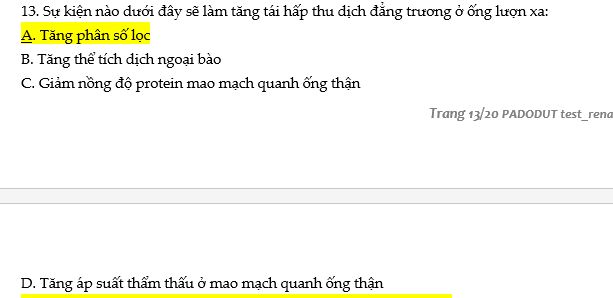 13. Sự kiện nào dưới đây sẽ làm tăng tái hấp thu dịch đẳng trương ở ống lượn xa:
A. Tăng phân số lọc
B. Tăng thể tích dịch ngoại bào
C. Giảm nồng độ protein mao mạch quanh ống thận
Trang 13/20 PADODUT test_rena
D. Tăng áp suất thẩm thấu ở mao mạch quanh ống thận